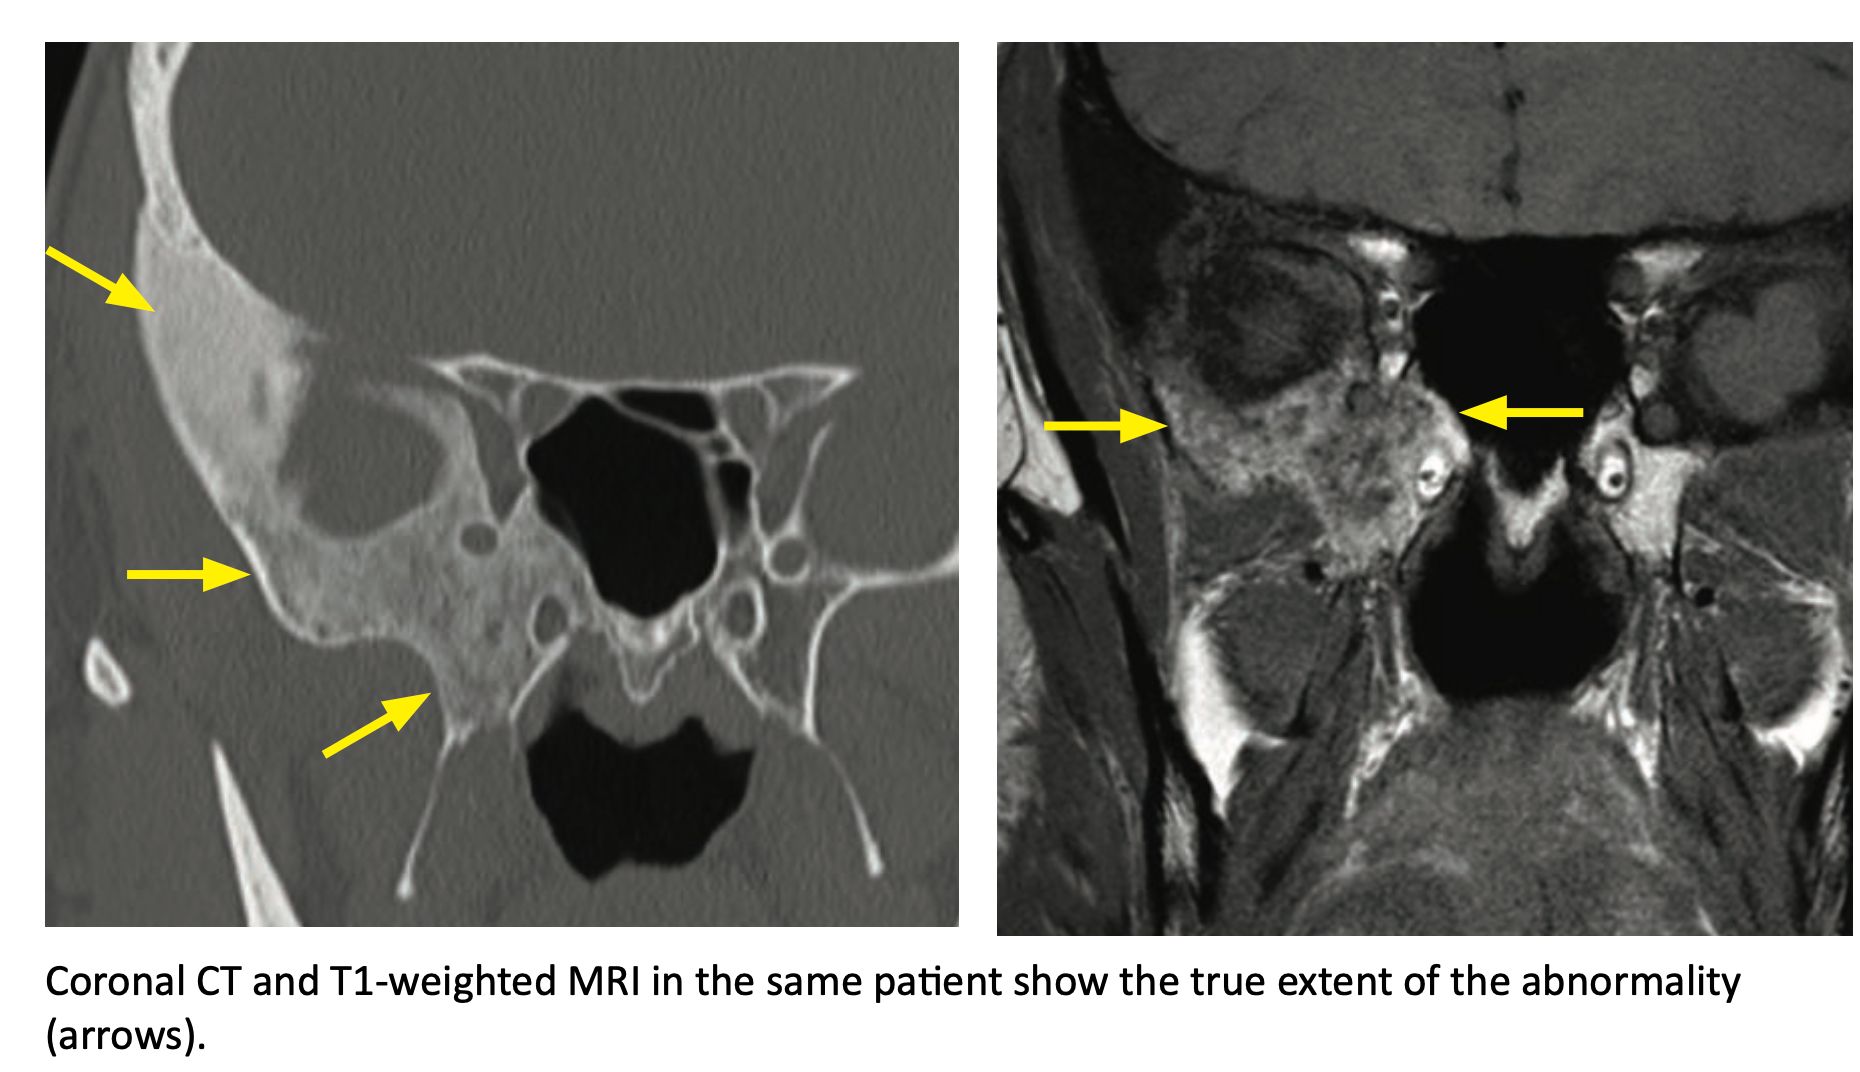 Coronal CT and T1-weighted MRI in the same patient show the true extent of the abnormality
(arrows).